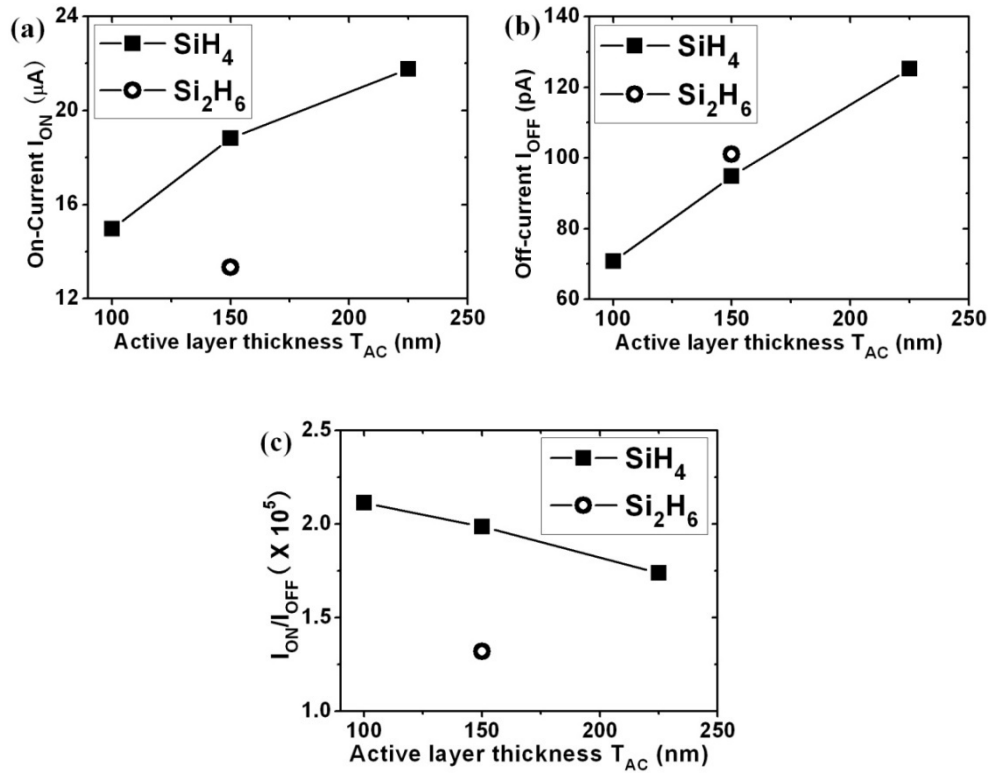 (a)
SiH4
Si2H6
On-Current ION (μA)
24
20
16
12
100 150 200 250
Active layer thickness TAC (nm)
(b)
SiH4
Si2H6
Off-current IOFF (pA)
140
120
100
80
60
100 150 200 250
Active layer thickness TAC (nm)
(c)
SiH4
Si2H6
ION/IOFF ( X 10^5)
2.5
2.0
1.5
1.0
100 150 200 250
Active layer thickness TAC (nm)